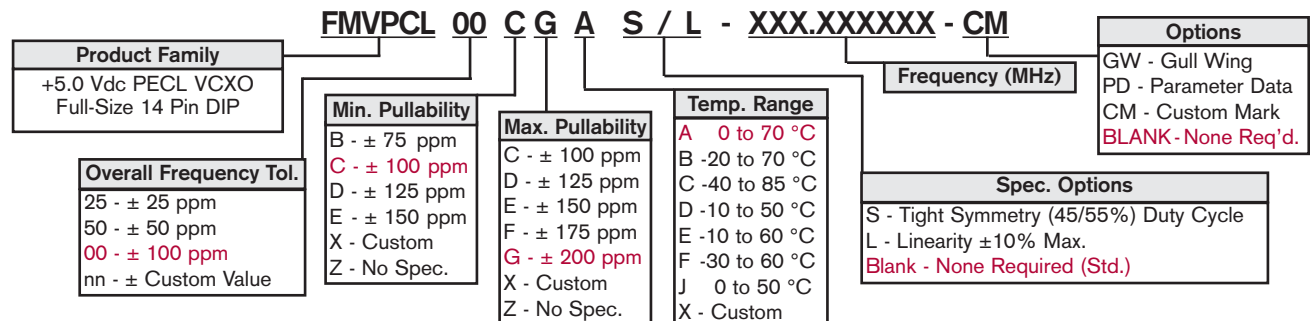 FMVPCL 00 C G A S / L - XXX.XXXXXX - CM
Product Family
+5.0 Vdc PECL VCXO
Full-Size 14 Pin DIP
Overall Frequency Tol.
25 - ± 25 ppm
50 - ± 50 ppm
00 - ± 100 ppm
nn - ± Custom Value
Min. Pullability
B - ± 75 ppm
C - ± 100 ppm
D - ± 125 ppm
E - ± 150 ppm
X - Custom
Z - No Spec.
Max. Pullability
C - ± 100 ppm
D - ± 125 ppm
E - ± 150 ppm
F - ± 175 ppm
G - ± 200 ppm
X - Custom
Z - No Spec.
Temp. Range
A 0 to 70 °C
B -20 to 70 °C
C -40 to 85 °C
D -10 to 50 °C
E -10 to 60 °C
F -30 to 60 °C
J 0 to 50 °C
X - Custom
Frequency (MHz)
Spec. Options
S - Tight Symmetry (45/55%) Duty Cycle
L - Linearity ±10% Max.
Blank - None Required (Std.)
Options
GW - Gull Wing
PD - Parameter Data
CM - Custom Mark
BLANK - None Req'd.